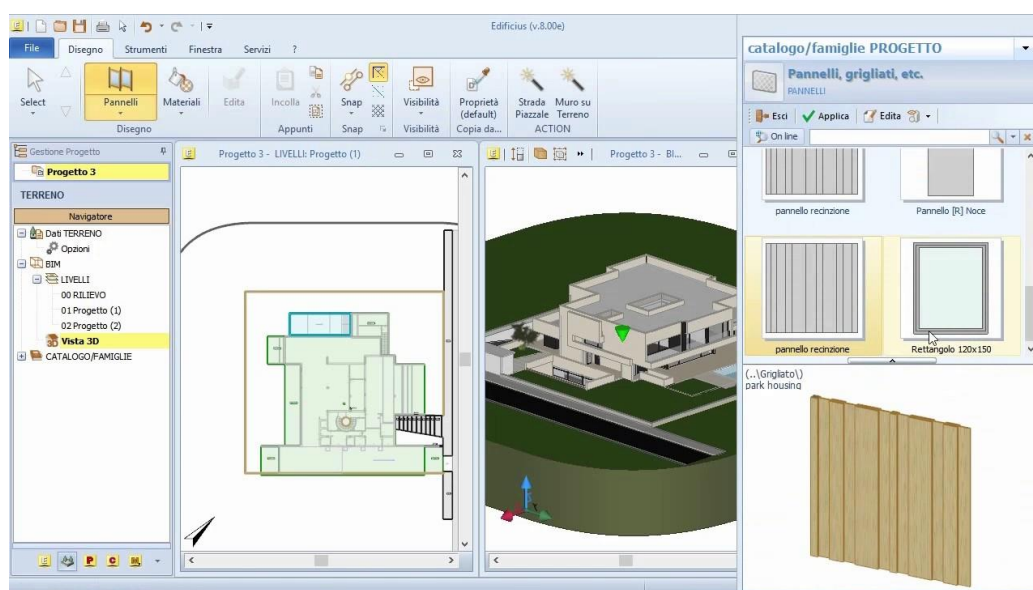 Edificius (v.8.00e)
File Disegno Strumenti Finestra Servizi ?
Select
Pannelli
Materiali
Edita
Incolla
Snap
Visibilità
Proprietà
(default)
Strada
Piazzale
Muro su
Terreno
Disegno
Appunti
Snap
Visibilità
Copia da...
ACTION
Gestione Progetto
Progetto 3
TERRENO
Navigatore
Dati TERRENO
Opzioni
BIM
LIVELLI
00 RILIEVO
01 Progetto (1)
02 Progetto (2)
Vista 3D
CATALOGO/FAMIGLIE
E P C M
Progetto 3 - LIVELLI: Progetto (1)
Progetto 3 - BI...
catalogo/famiglie PROGETTO
Pannelli, grigliati, etc.
PANNELLI
Esci Applica Edita
On line
pannello recinzione
Pannello [R] Noce
pannello recinzione
Rettangolo 120x150
(..\Grigliato\)
park housing